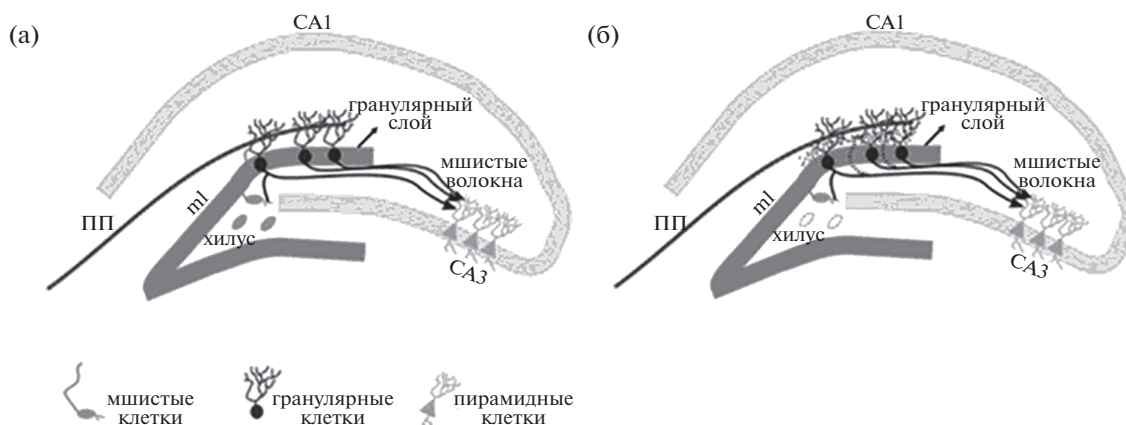 (а)
CA1
гранулярный
слой
мшистые
волокна
ml
ПП
хилус
CA3
(б)
CA1
гранулярный
слой
мшистые
волокна
ml
ПП
хилус
CA3
мшистые
клетки
гранулярные
клетки
пирамидные
клетки